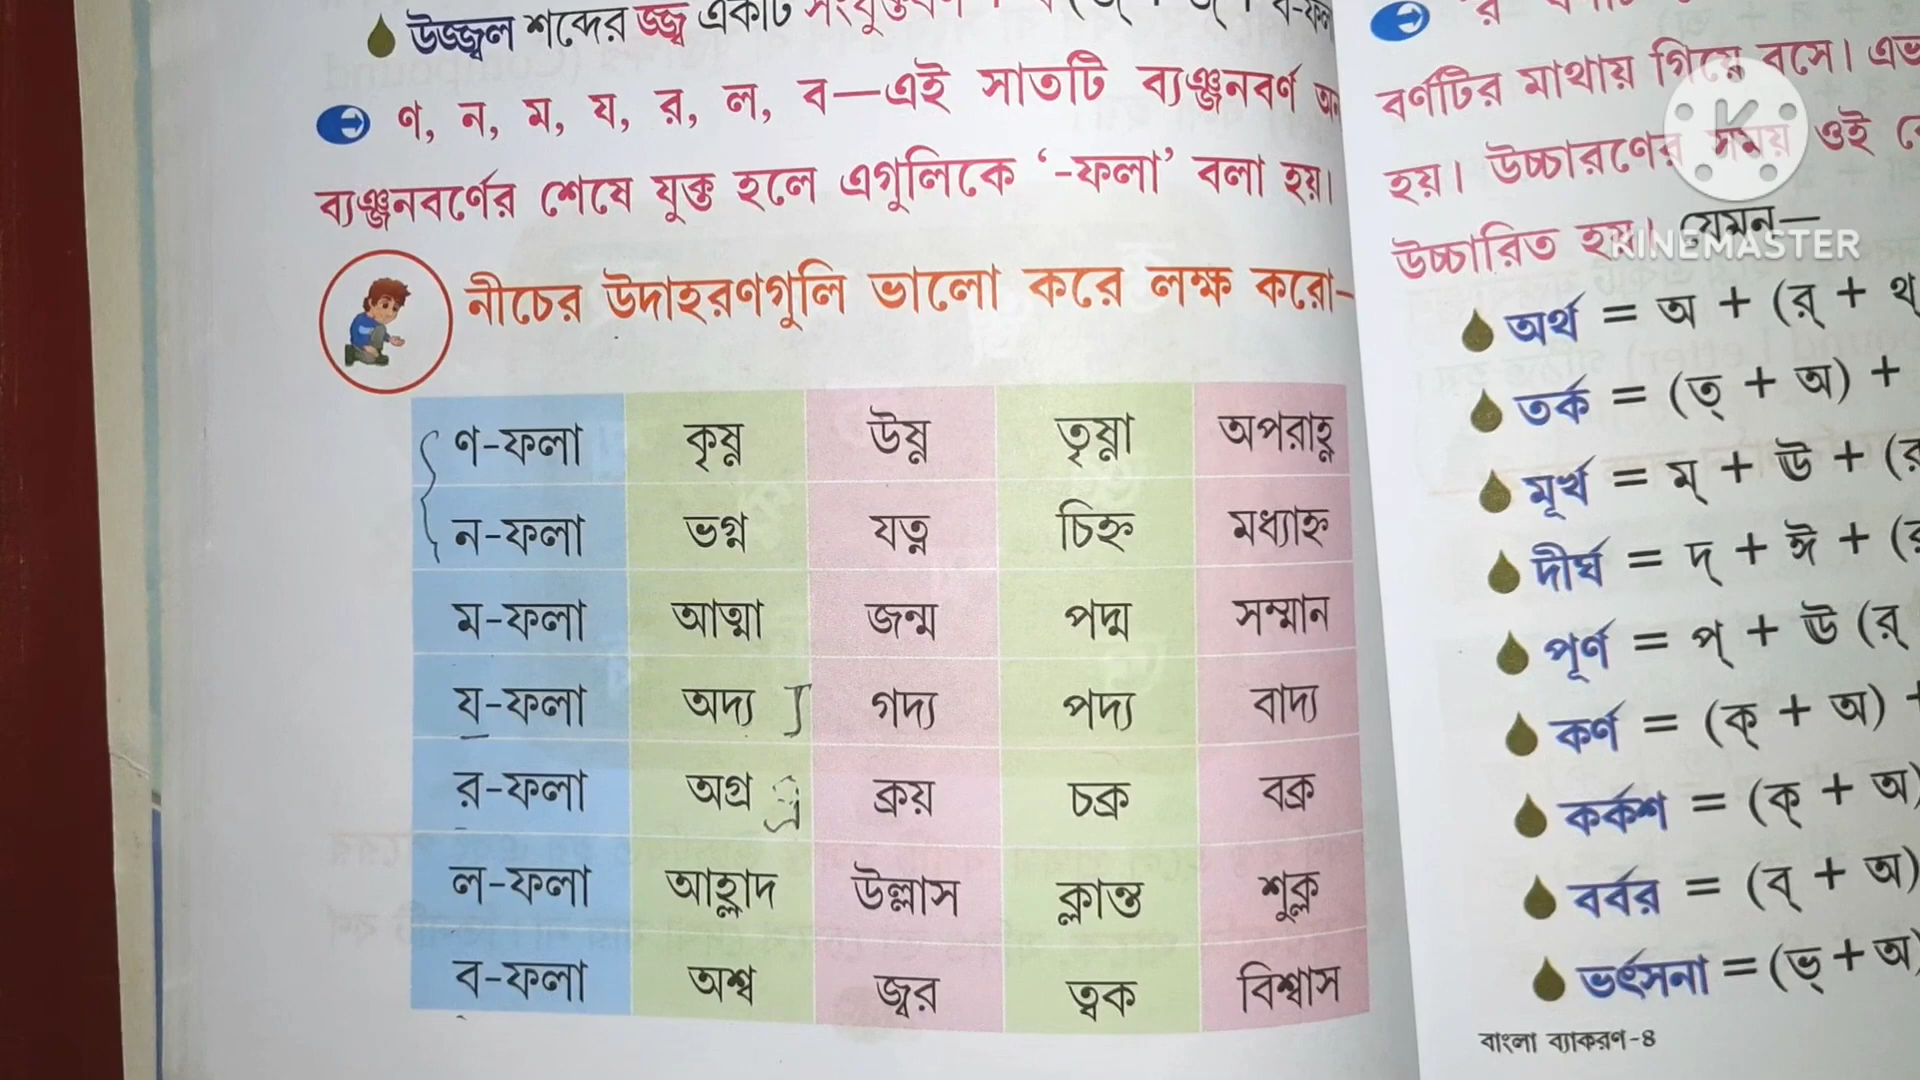 উজ্জ্বল শব্দের জ্জ্ব একটি
ণ, ন, ম, য, র, ল, ব—এই সাতটি ব্যঞ্জনবর্ণ
ব্যঞ্জনবর্ণের শেষে যুক্ত হলে এগুলিকে ‘-ফলা’ বলা হয়।
নীচের উদাহরণগুলি ভালো করে লক্ষ করো-
ণ-ফলা কৃষ্ণ উষ্ণ তৃষ্ণা অপরাহ্ণ
ন-ফলা ভগ্ন যত্ন চিহ্ন মধ্যাহ্ন
ম-ফলা আত্মা জন্ম পদ্ম সম্মান
য-ফলা অদ্য গদ্য পদ্য বাদ্য
র-ফলা অগ্র ক্রয় চক্র বক্র
ল-ফলা আহ্লাদ উল্লাস ক্লান্ত শুক্ল
ব-ফলা অশ্ব জ্বর ত্বক বিশ্বাস
বর্ণটির মাথায় গিয়ে বসে।
হয়। উচ্চারণের সময় ওই
উচ্চারিত হয়। যেমন—
KINEMASTER
অর্থ = অ + (র্ + থ্
তর্ক = (ত্ + অ) +
মূর্খ = ম্ + ঊ + (র
দীর্ঘ = দ্ + ঈ + (র
পূর্ণ = প্ + ঊ (র্
কর্ণ = (ক্ + অ) +
কর্কশ = (ক্ + অ)
বর্বর = (ব্ + অ)
ভর্ৎসনা = (ভ্ + অ)
বাংলা ব্যাকরণ-8